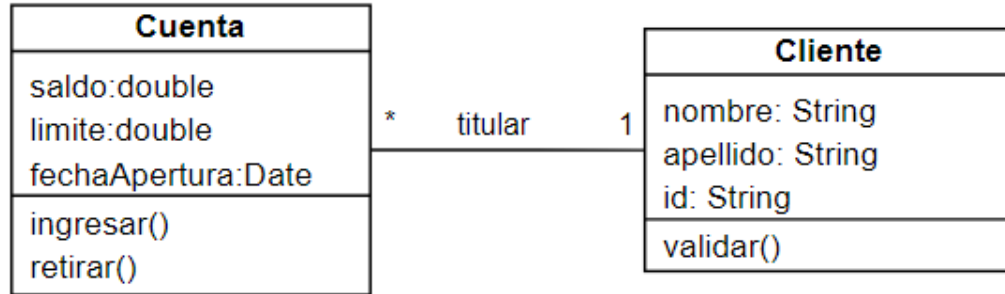 Cuenta
saldo:double
limite:double
fechaApertura:Date
ingresar()
retirar()
* titular 1
Cliente
nombre: String
apellido: String
id: String
validar()